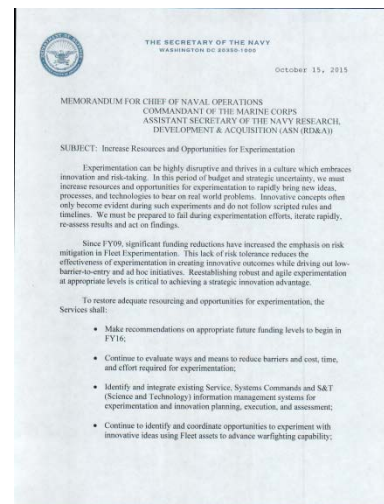 THE SECRETARY OF THE NAVY
WASHINGTON DC 20350-1000
October 15, 2015
MEMORANDUM FOR CHIEF OF NAVAL OPERATIONS
COMMANDANT OF THE MARINE CORPS
ASSISTANT SECRETARY OF THE NAVY RESEARCH,
DEVELOPMENT & ACQUISITION (ASN (RD&A))
SUBJECT: Increase Resources and Opportunities for Experimentation
Experimentation can be highly disruptive and thrives in a culture which embraces
innovation and risk-taking. In this period of budget and strategic uncertainty, we must
increase resources and opportunities for experimentation to rapidly bring new ideas,
processes, and technologies to bear on real world problems. Innovative concepts often
only become evident during such experiments and do not follow scripted rules and
timelines. We must be prepared to fail during experimentation efforts, iterate rapidly,
re-assess results and act on findings.
Since FY09, significant funding reductions have increased the emphasis on risk
mitigation in Fleet Experimentation. This lack of risk tolerance reduces the
effectiveness of experimentation in creating innovative outcomes while driving out low-
barrier-to-entry and ad hoc initiatives. Reestablishing robust and agile experimentation
at appropriate levels is critical to achieving a strategic innovation advantage.
To restore adequate resourcing and opportunities for experimentation, the
Services shall:
• Make recommendations on appropriate future funding levels to begin in
FY16;
• Continue to evaluate ways and means to reduce barriers and cost, time,
and effort required for experimentation;
• Identify and integrate existing Service, Systems Commands and S&T
(Science and Technology) information management systems for
experimentation and innovation planning, execution, and assessment;
• Continue to identify and coordinate opportunities to experiment with
innovative ideas using Fleet assets to advance warfighting capability;